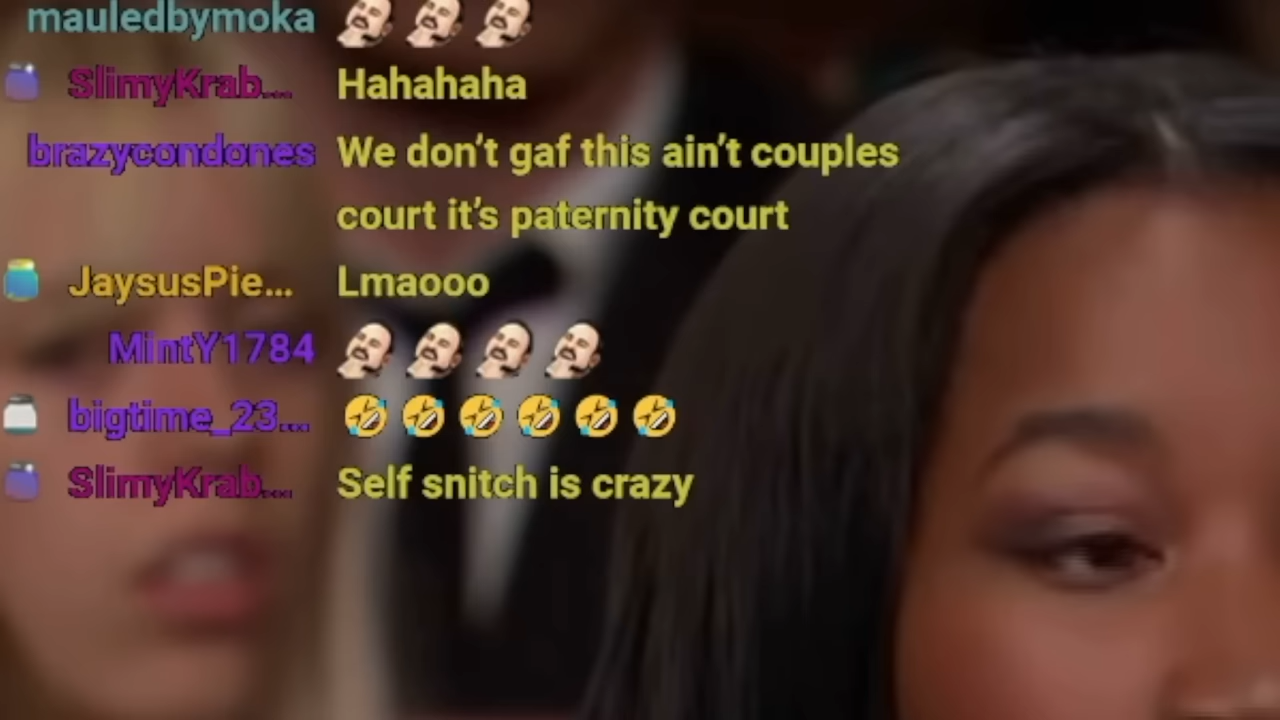 mauledbymoka
SlimyKrab... Hahahaha
brazycondones We don't gaf this ain't couples
court it's paternity court
JaysusPie... Lmaooo
MintY1784
bigtime_23... 🤣 🤣 🤣 🤣 🤣 🤣
SlimyKrab... Self snitch is crazy